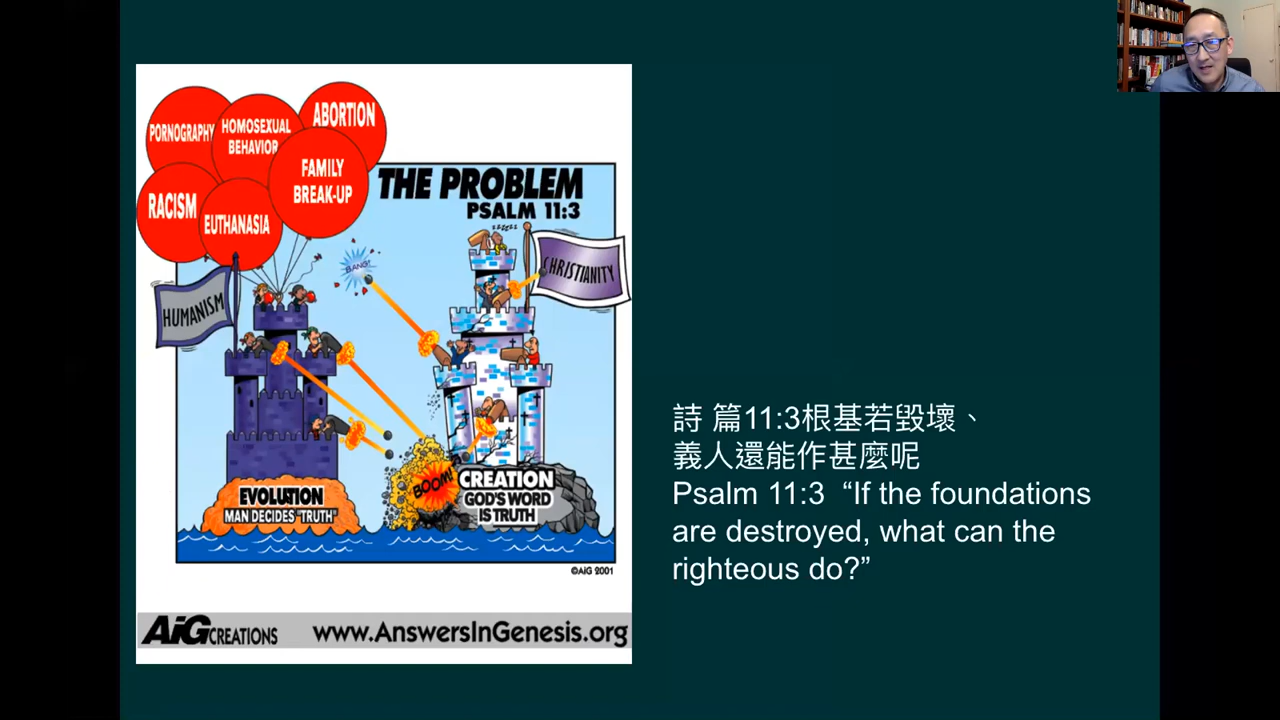 PORNOGRAPHY
HOMOSEXUAL
BEHAVIOR
ABORTION
FAMILY
BREAK-UP
RACISM
EUTHANASIA
THE PROBLEM
PSALM 11:3
zzzzz
BANG!
CHRISTIANITY
HUMANISM
BOOM!
EVOLUTION
MAN DECIDES "TRUTH"
CREATION
GOD'S WORD
IS TRUTH
©AiG 2001
AiG CREATIONS
www.AnswersInGenesis.org
詩 篇11:3根基若毀壞、
義人還能作甚麼呢
Psalm 11:3 “If the foundations
are destroyed, what can the
righteous do?”